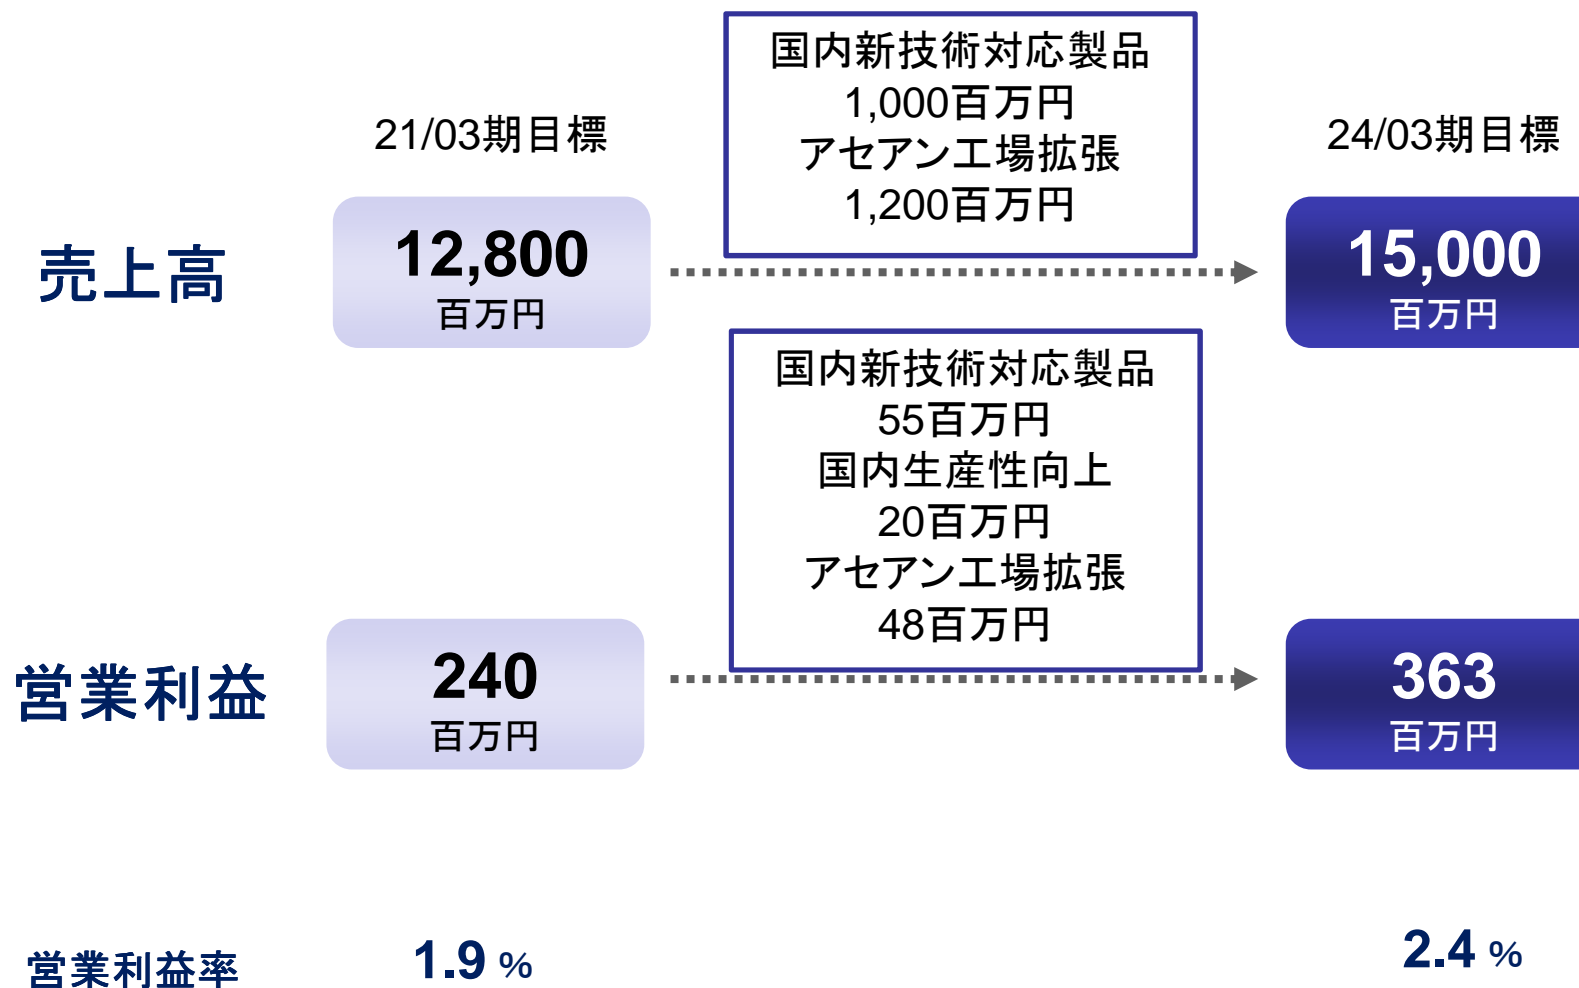 国内新技術対応製品
1,000百万円
アセアン工場拡張
1,200百万円
21/03期目標
24/03期目標
売上高
12,800
百万円
15,000
百万円
国内新技術対応製品
55百万円
国内生産性向上
20百万円
アセアン工場拡張
48百万円
営業利益
240
百万円
363
百万円
営業利益率
1.9 %
2.4 %